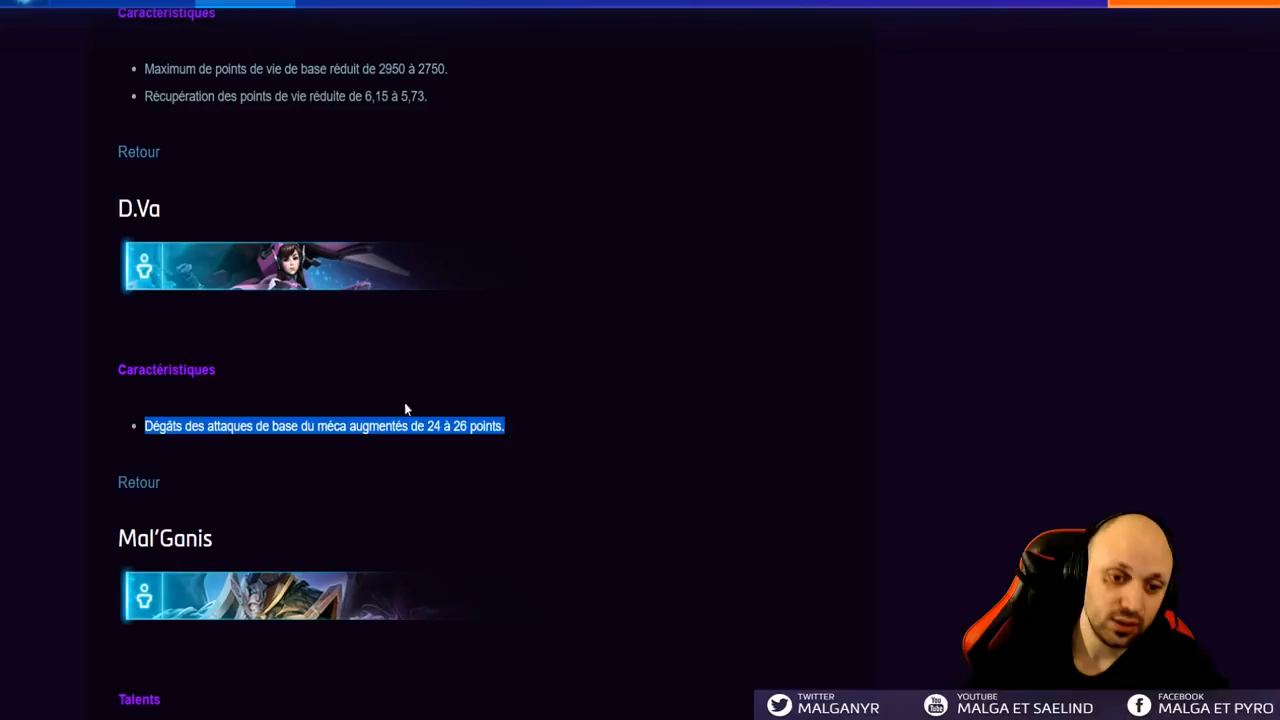 Caractéristiques
Maximum de points de vie de base réduit de 2950 à 2750.
Récupération des points de vie réduite de 6,15 à 5,73.
Retour
D.Va
Caractéristiques
Dégâts des attaques de base du méca augmentés de 24 à 26 points.
Retour
Mal’Ganis
Talents
TWITTER
MALGANYR
YOUTUBE
MALGA ET SAELIND
FACEBOOK
MALGA ET PYRO